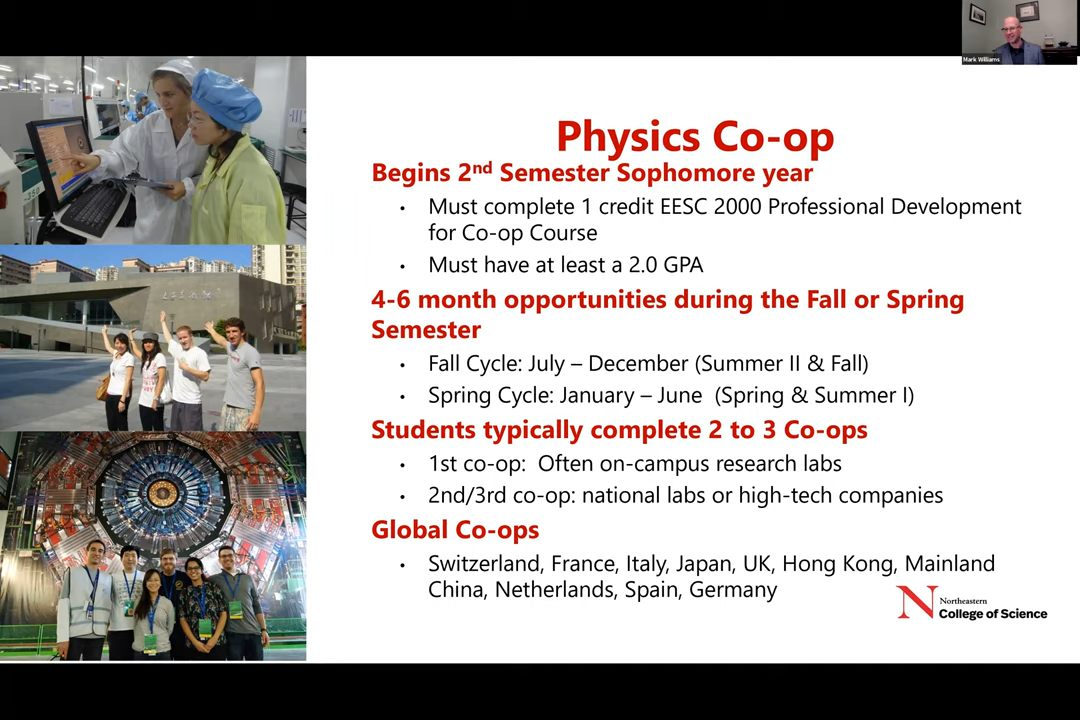 Mark Williams
Physics Co-op
Begins 2nd Semester Sophomore year
• Must complete 1 credit EESC 2000 Professional Development
for Co-op Course
• Must have at least a 2.0 GPA
4-6 month opportunities during the Fall or Spring
Semester
• Fall Cycle: July – December (Summer II & Fall)
• Spring Cycle: January – June (Spring & Summer I)
Students typically complete 2 to 3 Co-ops
• 1st co-op: Often on-campus research labs
• 2nd/3rd co-op: national labs or high-tech companies
Global Co-ops
• Switzerland, France, Italy, Japan, UK, Hong Kong, Mainland
China, Netherlands, Spain, Germany
N Northeastern
College of Science